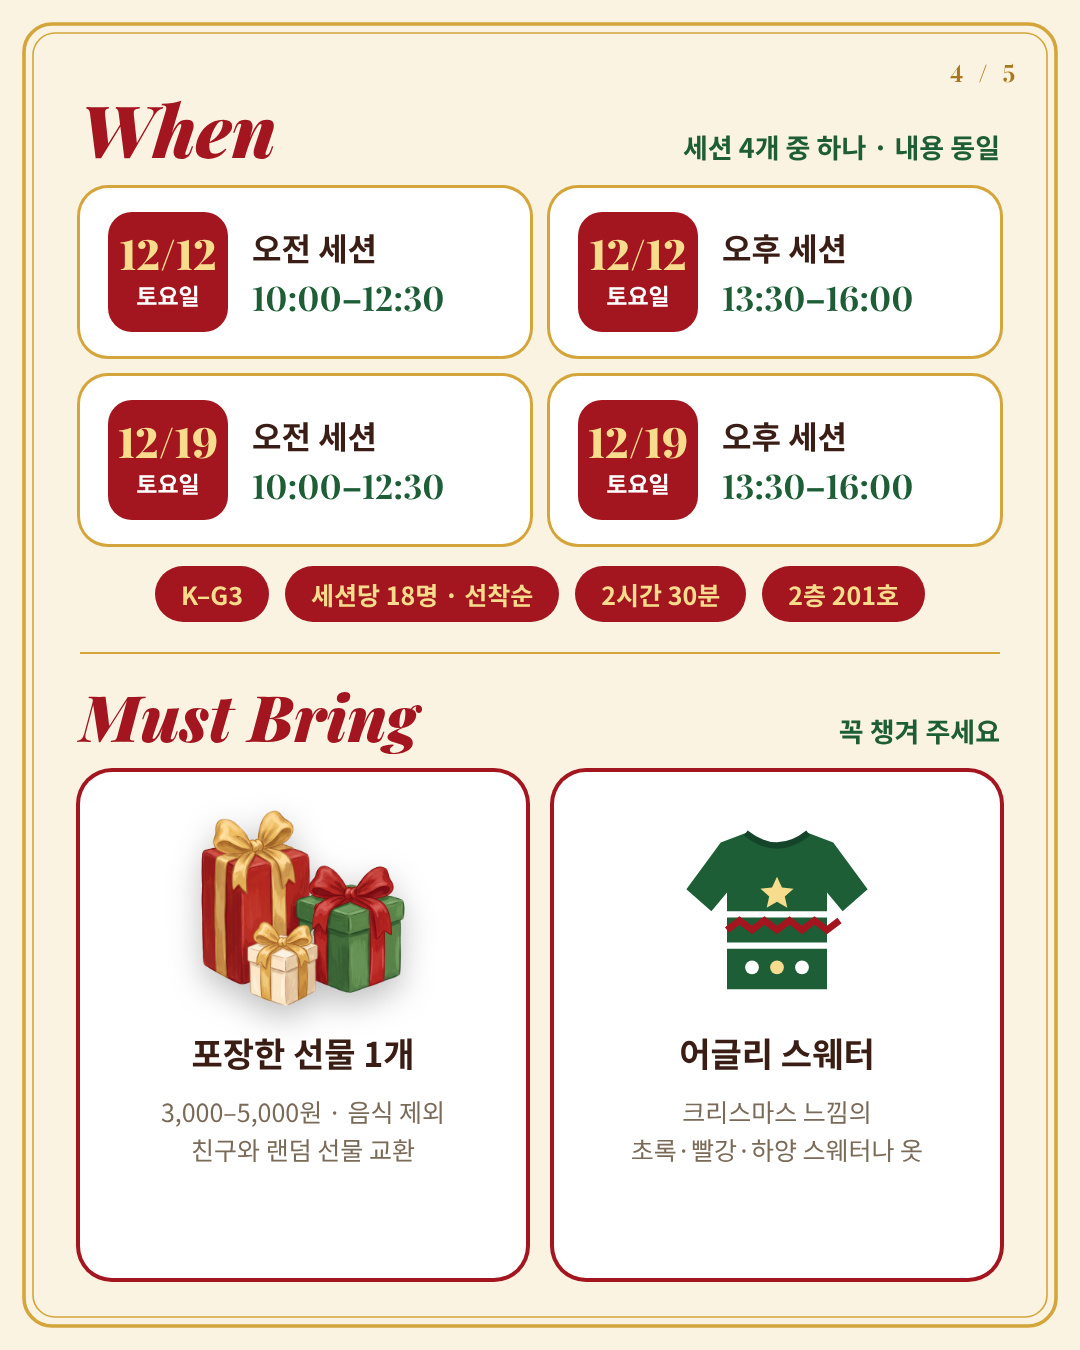 4 / 5
When
세션 4개 중 하나 · 내용 동일
12/12
토요일
오전 세션
10:00–12:30
12/12
토요일
오후 세션
13:30–16:00
12/19
토요일
오전 세션
10:00–12:30
12/19
토요일
오후 세션
13:30–16:00
K–G3
세션당 18명 · 선착순
2시간 30분
2층 201호
Must Bring
꼭 챙겨 주세요
포장한 선물 1개
3,000–5,000원 · 음식 제외
친구와 랜덤 선물 교환
어글리 스웨터
크리스마스 느낌의
초록·빨강·하양 스웨터나 옷